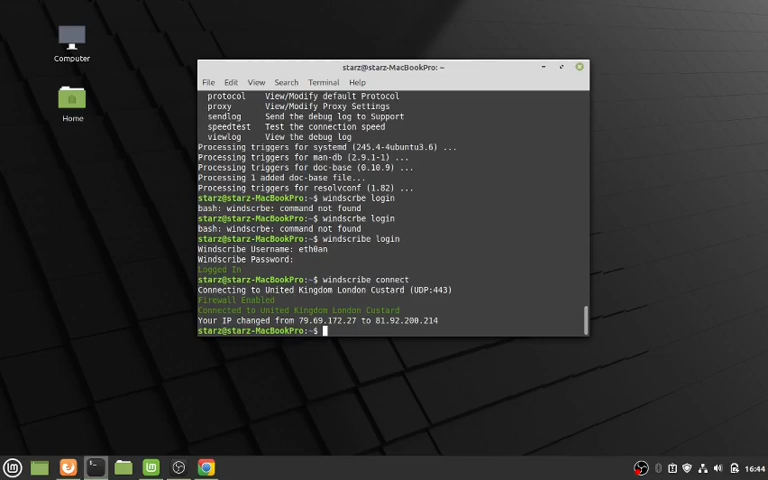 Computer
Home
starz@starz-MacBookPro: ~
File Edit View Search Terminal Help
protocol View/Modify default Protocol
proxy View/Modify Proxy Settings
sendlog Send the debug log to Support
speedtest Test the connection speed
viewlog View the debug log
Processing triggers for systemd (245.4-4ubuntu3.6) ...
Processing triggers for man-db (2.9.1-1) ...
Processing triggers for doc-base (0.10.9) ...
Processing 1 added doc-base file...
Processing triggers for resolvconf (1.82) ...
starz@starz-MacBookPro:~$ windscrbe login
bash: windscrbe: command not found
starz@starz-MacBookPro:~$ windscrbe login
bash: windscrbe: command not found
starz@starz-MacBookPro:~$ windscribe login
Windscribe Username: eth0an
Windscribe Password:
Logged In
starz@starz-MacBookPro:~$ windscribe connect
Connecting to United Kingdom London Custard (UDP:443)
Firewall Enabled
Connected to United Kingdom London Custard
Your IP changed from 79.69.172.27 to 81.92.200.214
starz@starz-MacBookPro:~$
16:44